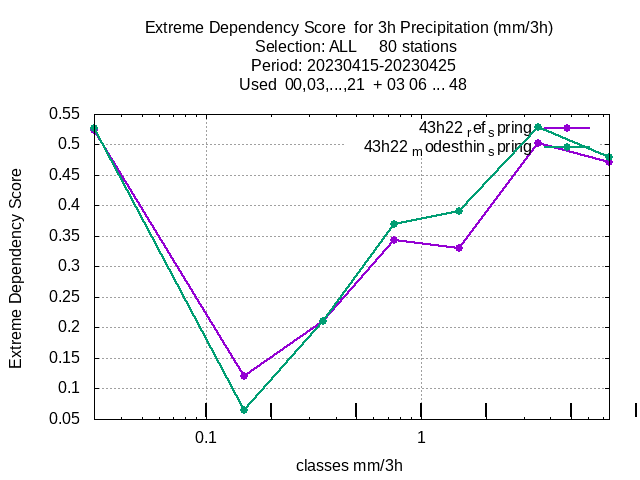 Extreme Dependency Score  for 3h Precipitation (mm/3h)
Selection: ALL     80 stations
Period: 20230415-20230425
Used  00,03,...,21  + 03 06 ... 48
43h22 ref spring
43h22 modesthin spring
Extreme Dependency Score
0.55
0.5
0.45
0.4
0.35
0.3
0.25
0.2
0.15
0.1
0.05
0.1 1
classes mm/3h